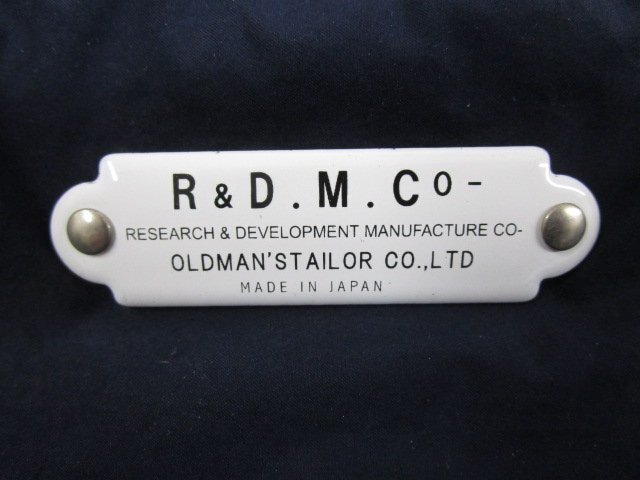 R & D . M . Co -
RESEARCH & DEVELOPMENT MANUFACTURE CO-
OLDMAN'STAILOR CO.,LTD
MADE IN JAPAN